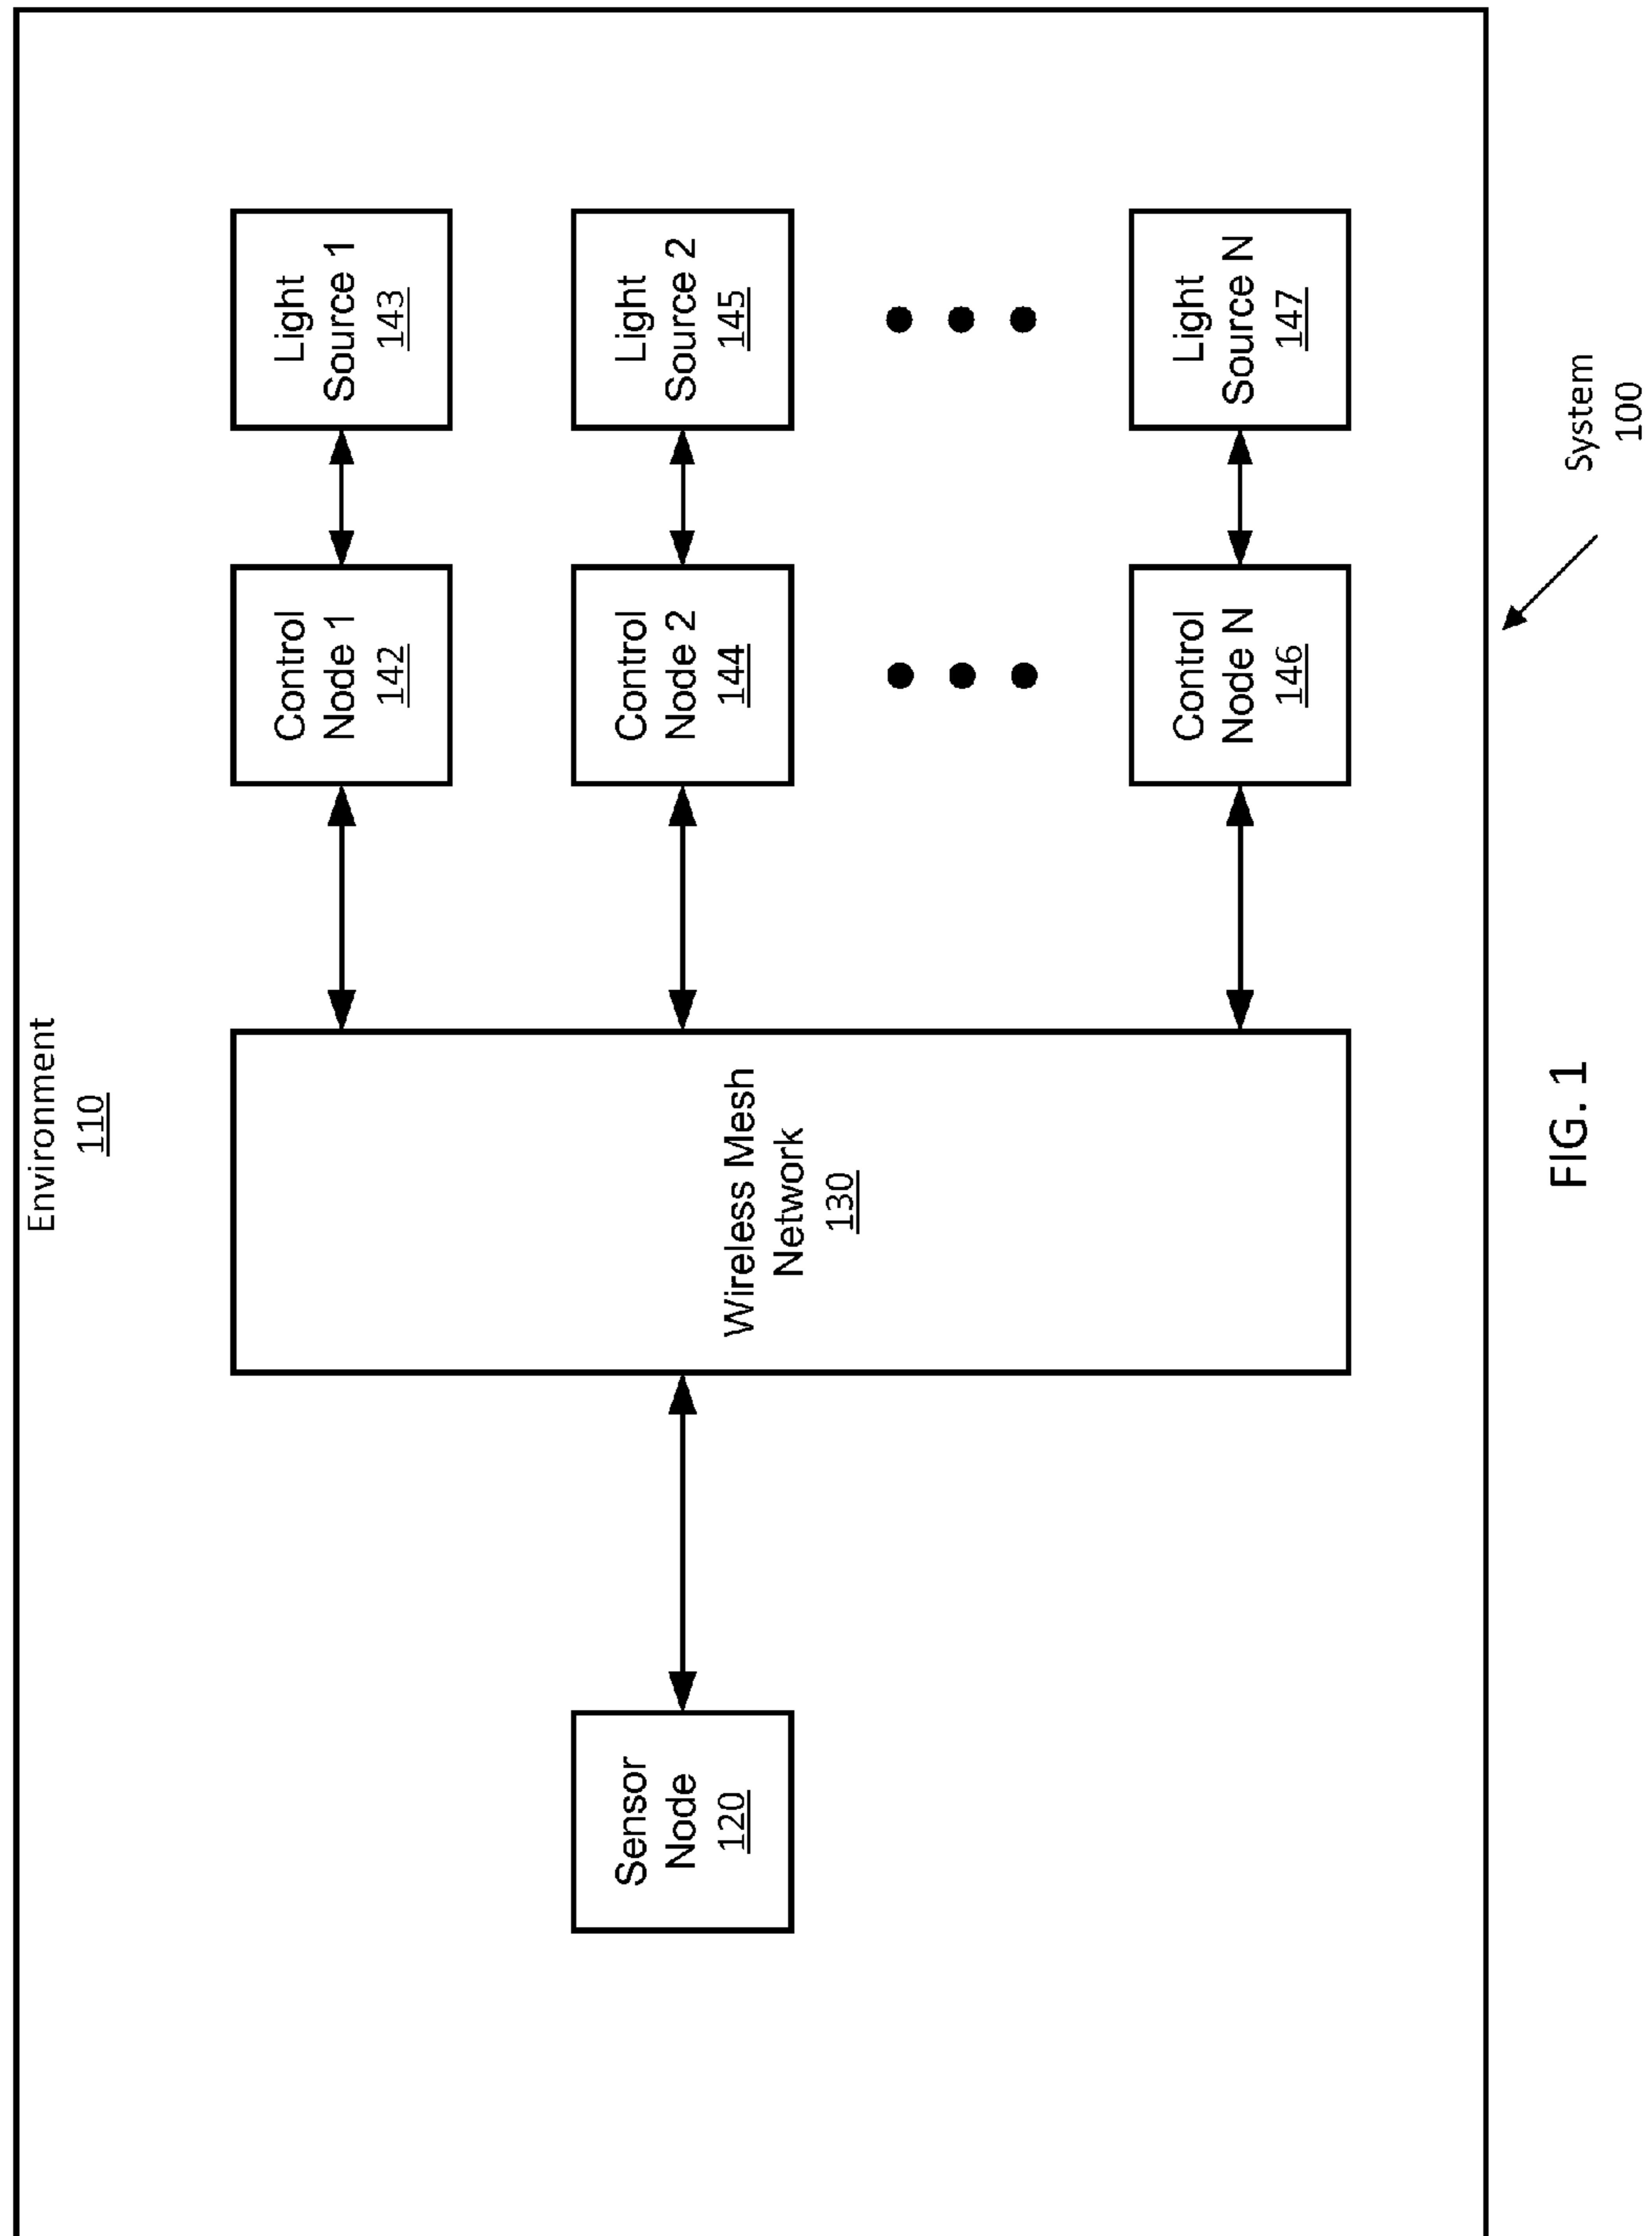 Environment
110
Sensor
Node
120
Wireless Mesh
Network
130
Control
Node 1
142
Light
Source 1
143
Control
Node 2
144
Light
Source 2
145
Control
Node N
146
Light
Source N
147
System
100
FIG. 1